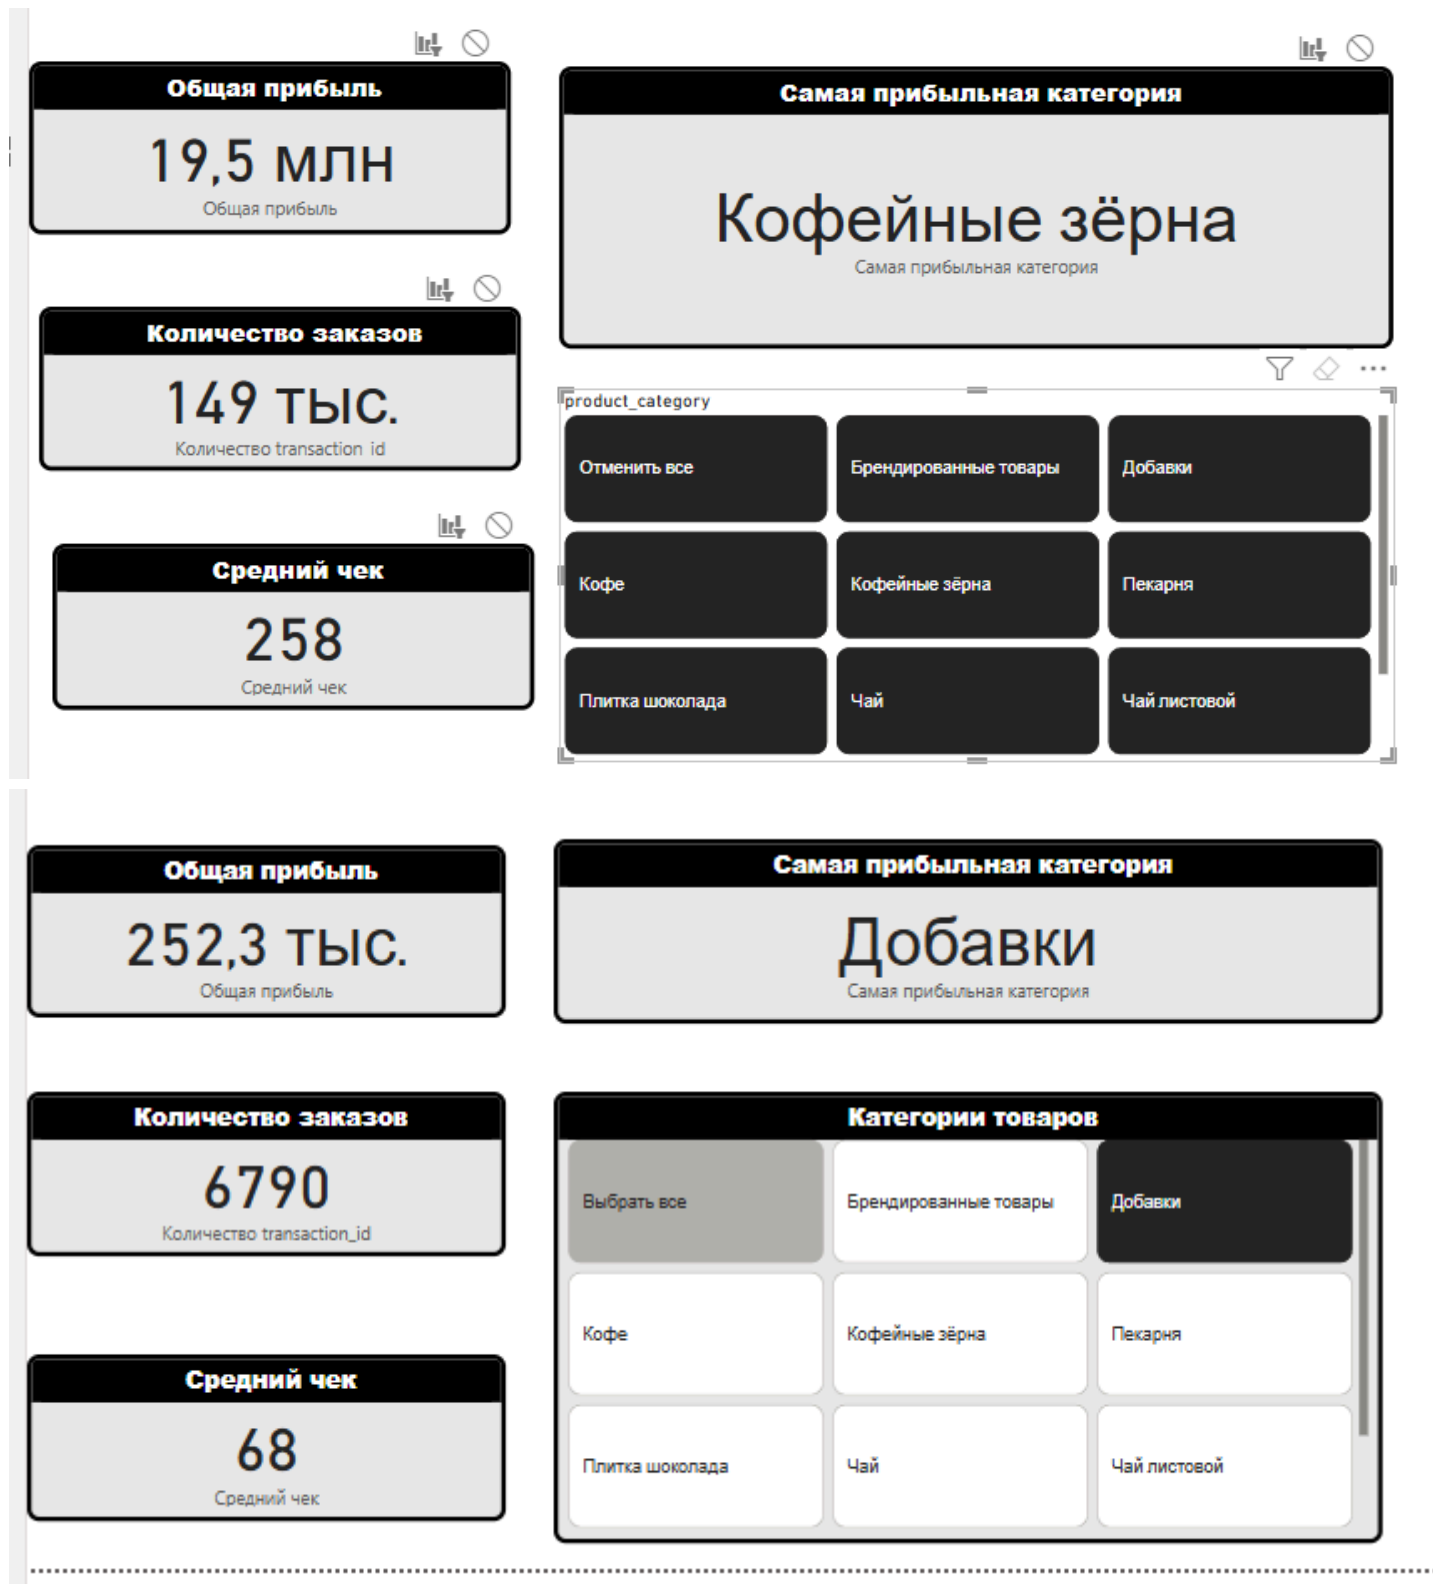 Общая прибыль
19,5 млн
Общая прибыль
Самая прибыльная категория
Кофейные зёрна
Самая прибыльная категория
Количество заказов
149 тыс.
Количество transaction_id
product_category
Отменить все
Брендированные товары
Добавки
Кофе
Кофейные зёрна
Пекарня
Плитка шоколада
Чай
Чай листовой
Средний чек
258
Средний чек
Общая прибыль
252,3 тыс.
Общая прибыль
Самая прибыльная категория
Добавки
Самая прибыльная категория
Количество заказов
6790
Количество transaction_id
Категории товаров
Выбрать все
Брендированные товары
Добавки
Кофе
Кофейные зёрна
Пекарня
Плитка шоколада
Чай
Чай листовой
Средний чек
68
Средний чек